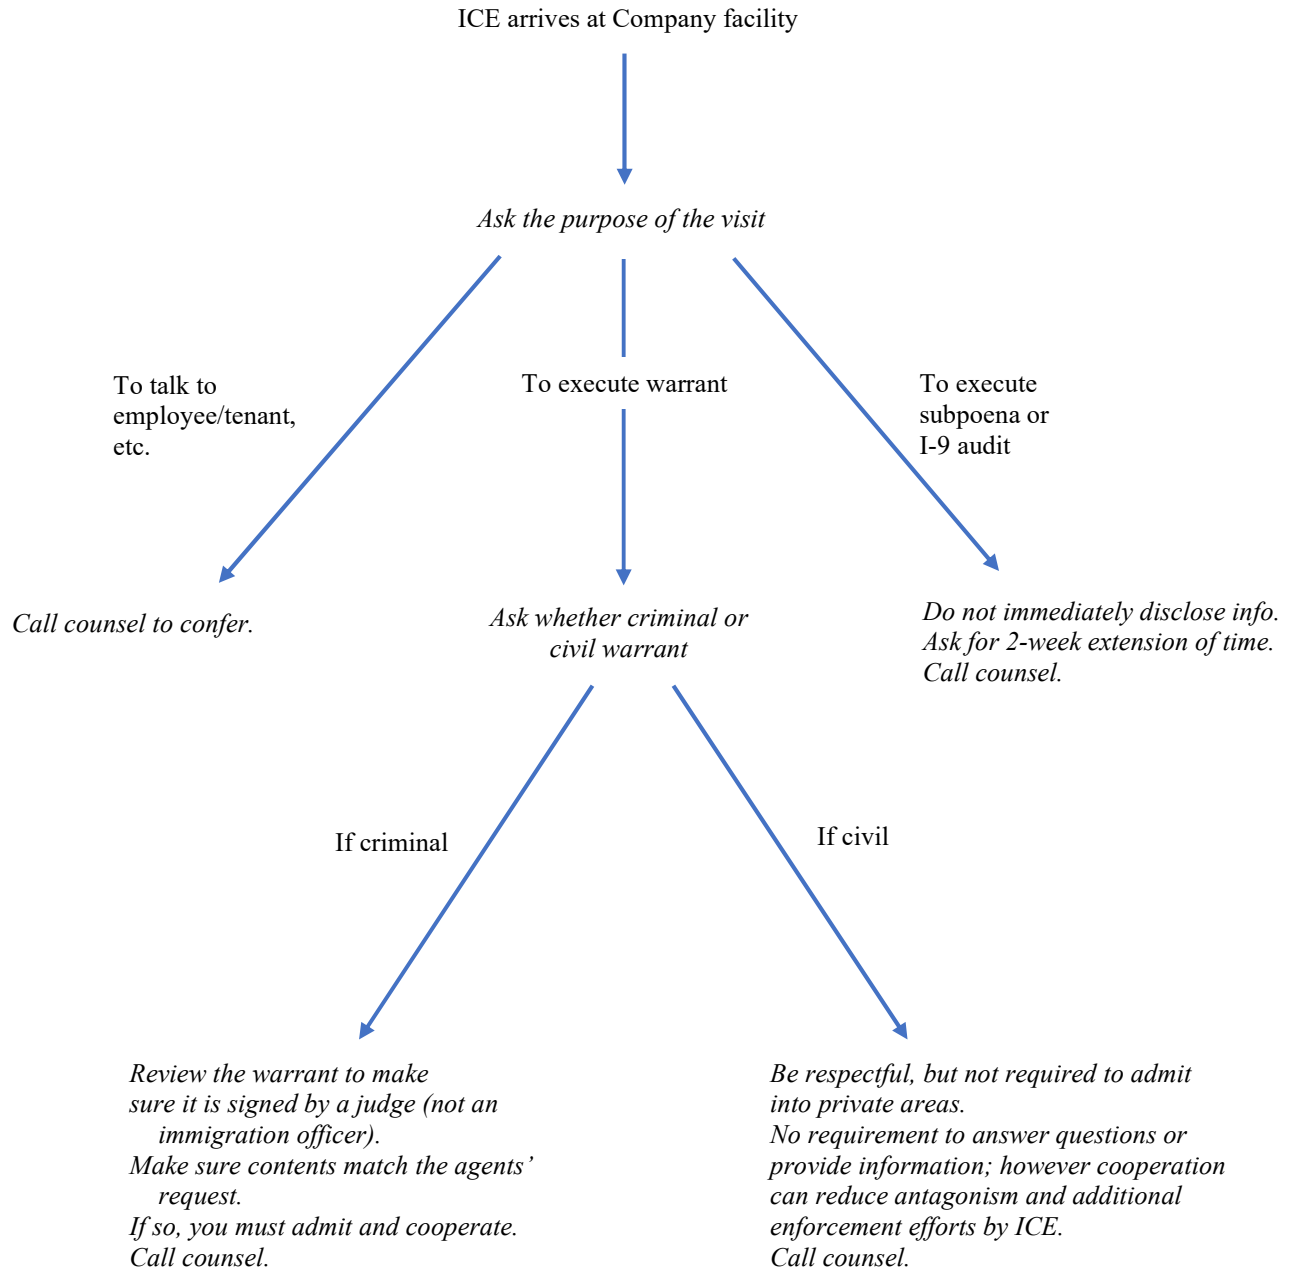 ICE arrives at Company facility
Ask the purpose of the visit
To talk to
employee/tenant,
etc.
To execute warrant
To execute
subpoena or
I-9 audit
Call counsel to confer.
Ask whether criminal or
civil warrant
Do not immediately disclose info.
Ask for 2-week extension of time.
Call counsel.
If criminal
If civil
Review the warrant to make
sure it is signed by a judge (not an
immigration officer).
Make sure contents match the agents’
request.
If so, you must admit and cooperate.
Call counsel.
Be respectful, but not required to admit
into private areas.
No requirement to answer questions or
provide information; however cooperation
can reduce antagonism and additional
enforcement efforts by ICE.
Call counsel.